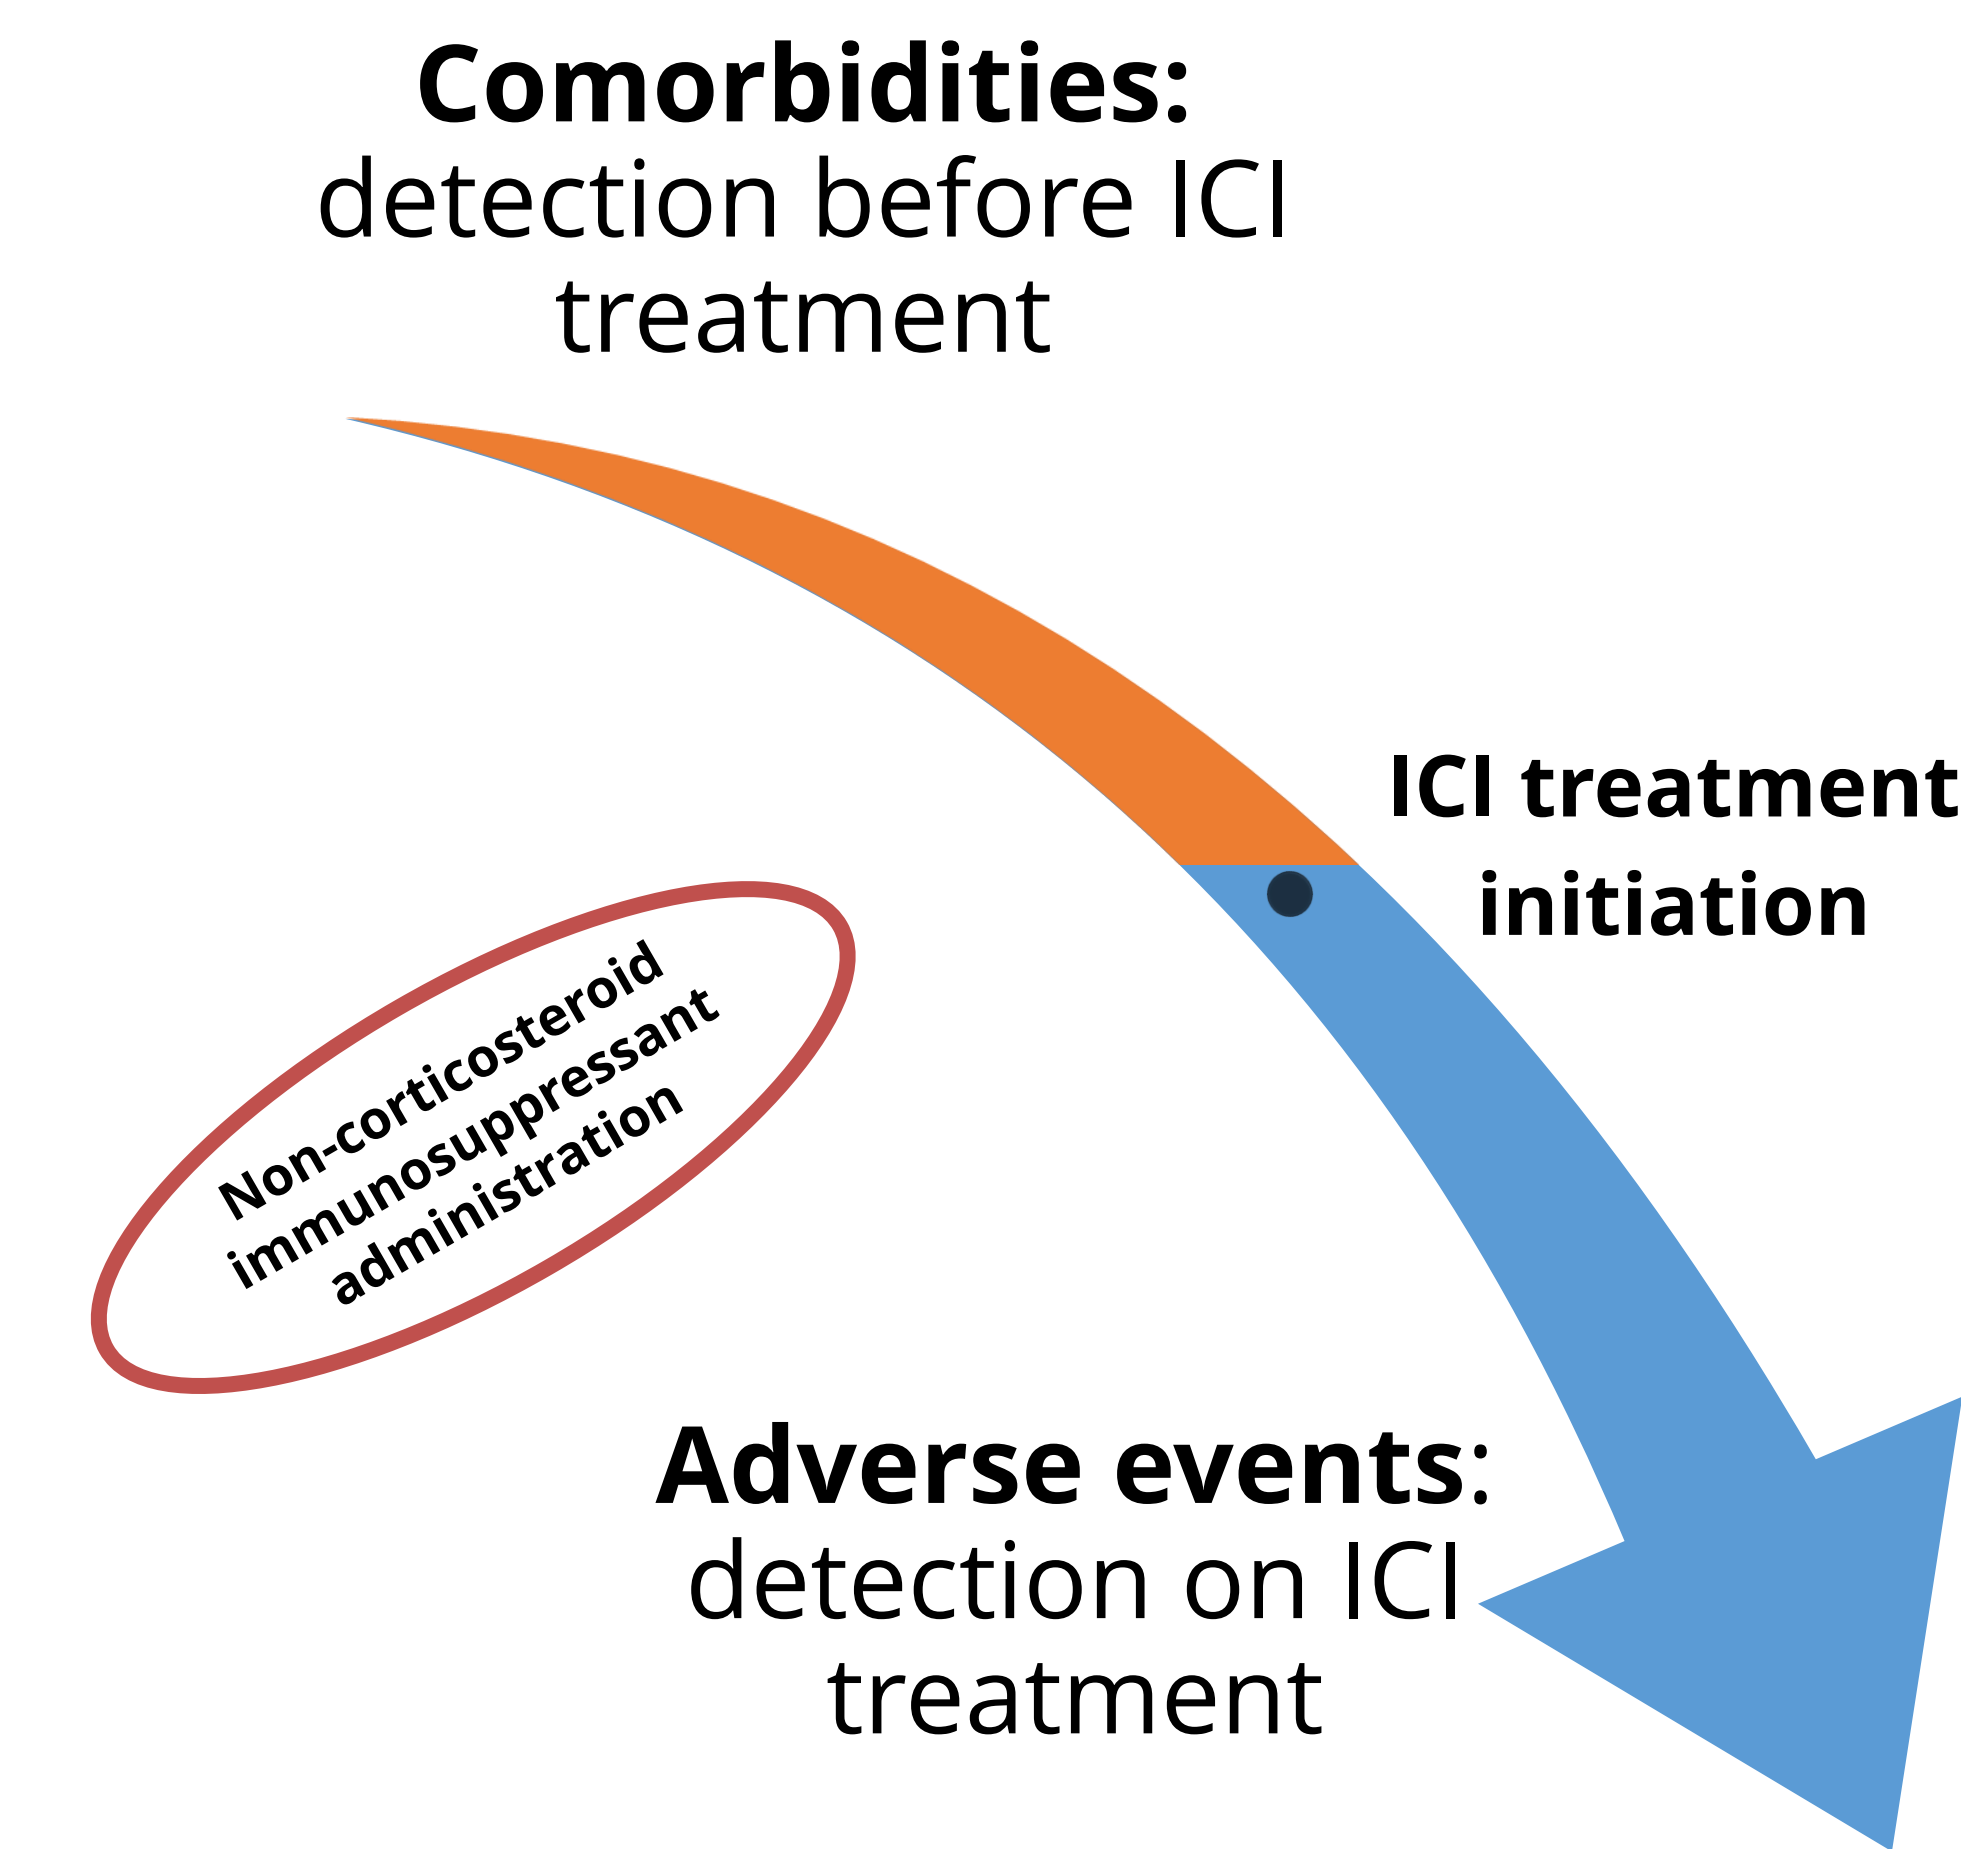 Comorbidities:
detection before ICI
treatment
ICI treatment
initiation
Non-corticosteroid
immunosuppressant
administration
Adverse events:
detection on ICI
treatment